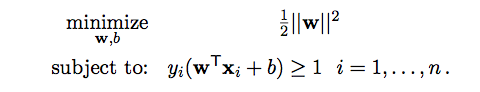 minimize w,b ½||w||²
subject to: yᵢ(wᵀxᵢ + b) ≥ 1 i = 1, . . . , n .